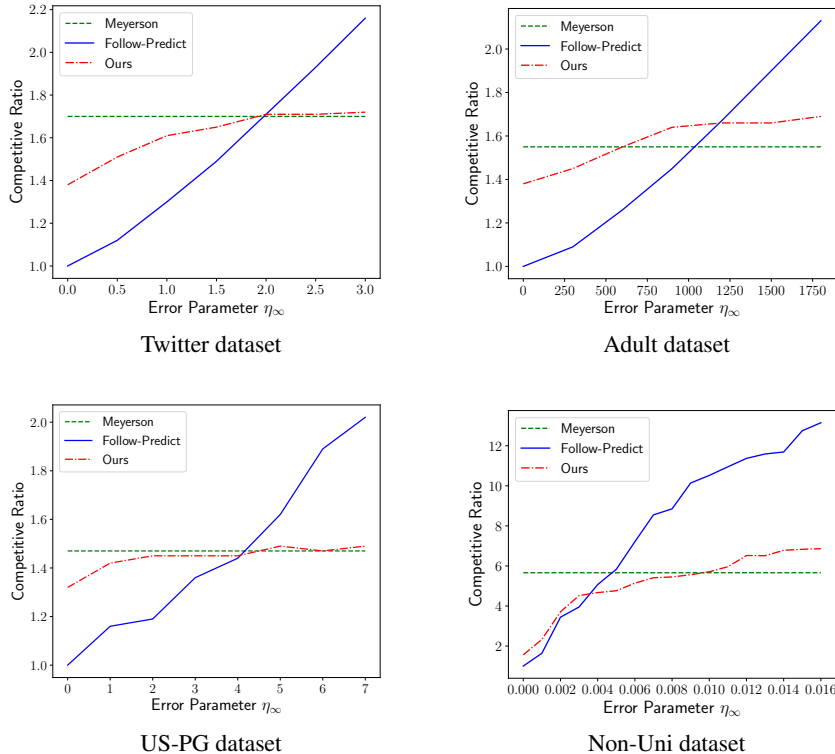 2.2
2.0
1.8
1.6
1.4
1.2
1.0
Competitive Ratio
Meyerson
Follow-Predict
Ours
0.0 0.5 1.0 1.5 2.0 2.5 3.0
Error Parameter η∞
Twitter dataset
2.0
1.8
1.6
1.4
1.2
1.0
Competitive Ratio
Meyerson
Follow-Predict
Ours
0 250 500 750 1000 1250 1500 1750
Error Parameter η∞
Adult dataset
2.0
1.8
1.6
1.4
1.2
1.0
Competitive Ratio
Meyerson
Follow-Predict
Ours
0 1 2 3 4 5 6 7
Error Parameter η∞
US-PG dataset
12
10
8
6
4
2
Competitive Ratio
Meyerson
Follow-Predict
Ours
0.000 0.002 0.004 0.006 0.008 0.010 0.012 0.014 0.016
Error Parameter η∞
Non-Uni dataset